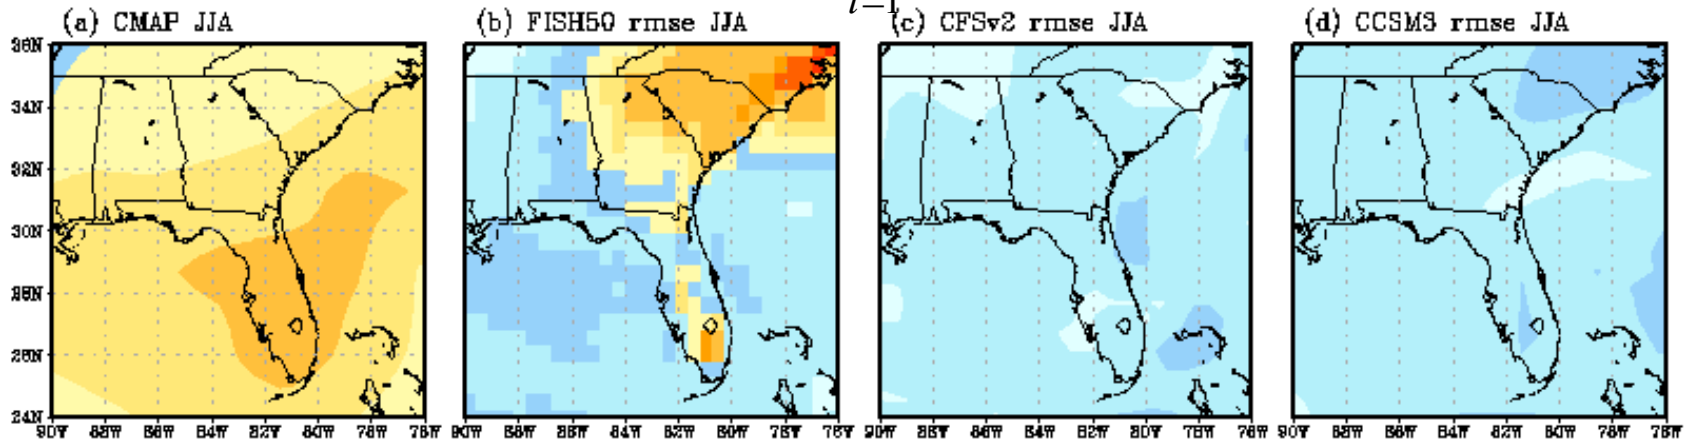 i=1
(a) CMAP JJA
(b) FISH50 rmse JJA
(c) CFSv2 rmse JJA
(d) CCSM3 rmse JJA
36N
34N
32N
30N
28N
26N
24N
90W 88W 86W 84W 82W 80W 78W 76W
90W 88W 86W 84W 82W 80W 78W 76W
90W 88W 86W 84W 82W 80W 78W 76W
90W 88W 86W 84W 82W 80W 78W 76W